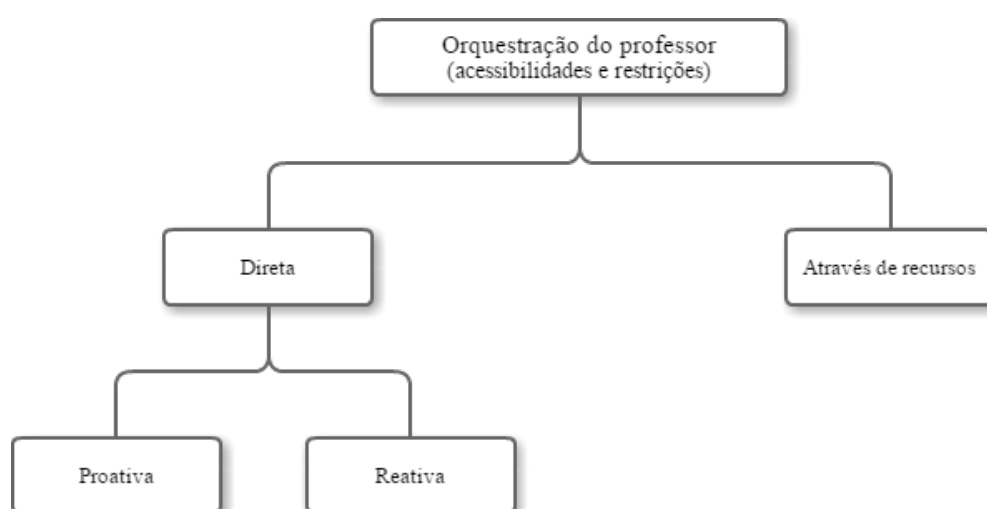 Orquestração do professor
(acessibilidades e restrições)
Direta
Através de recursos
Proativa
Reativa